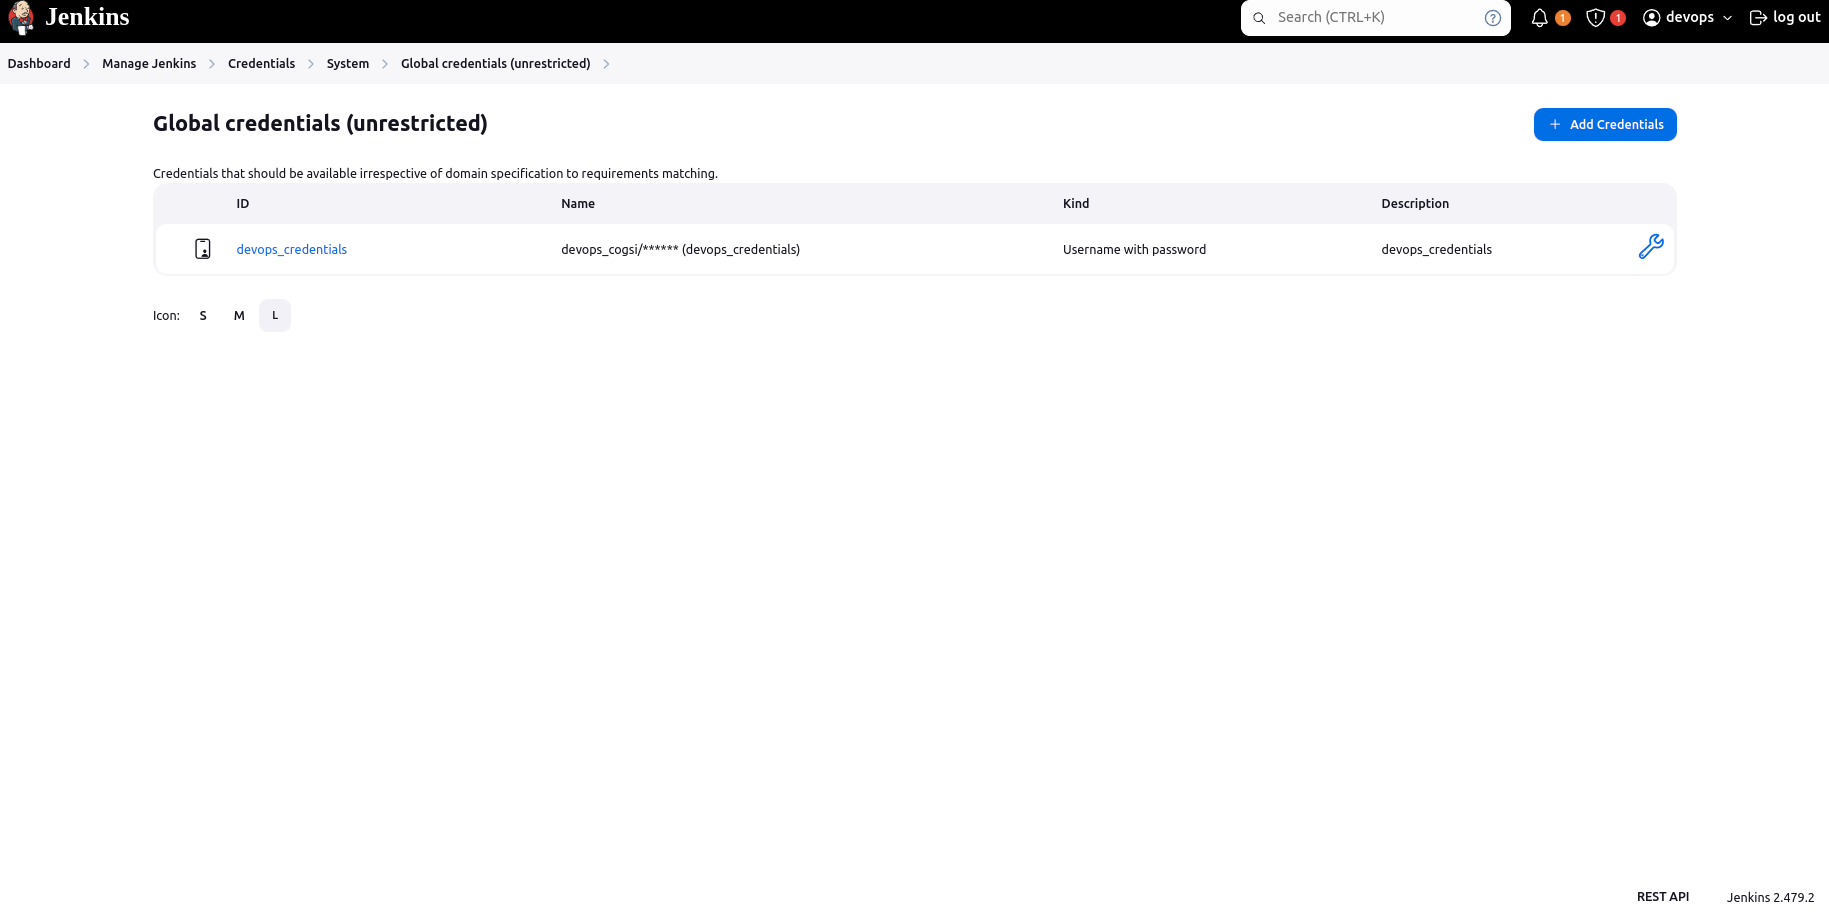 Jenkins
Search (CTRL+K) ? 1 1 devops log out
Dashboard Manage Jenkins Credentials System Global credentials (unrestricted)
Global credentials (unrestricted)
+ Add Credentials
Credentials that should be available irrespective of domain specification to requirements matching.
ID Name Kind Description
devops_credentials devops_cogsi/****** (devops_credentials) Username with password devops_credentials
Icon: S M L
REST API Jenkins 2.479.2